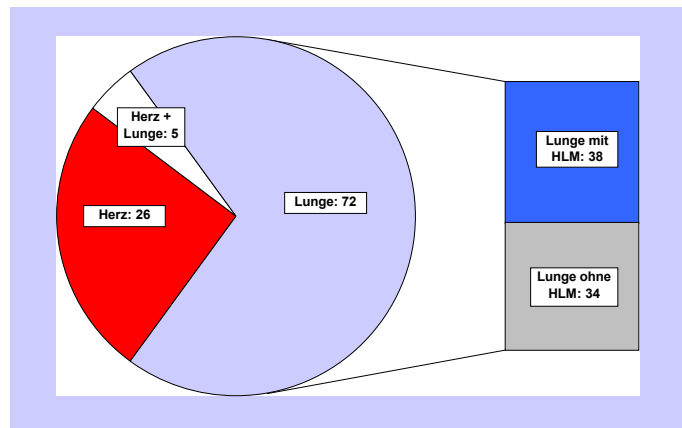 Herz +
Lunge: 5
Lunge: 72
Herz: 26
Lunge mit
HLM: 38
Lunge ohne
HLM: 34